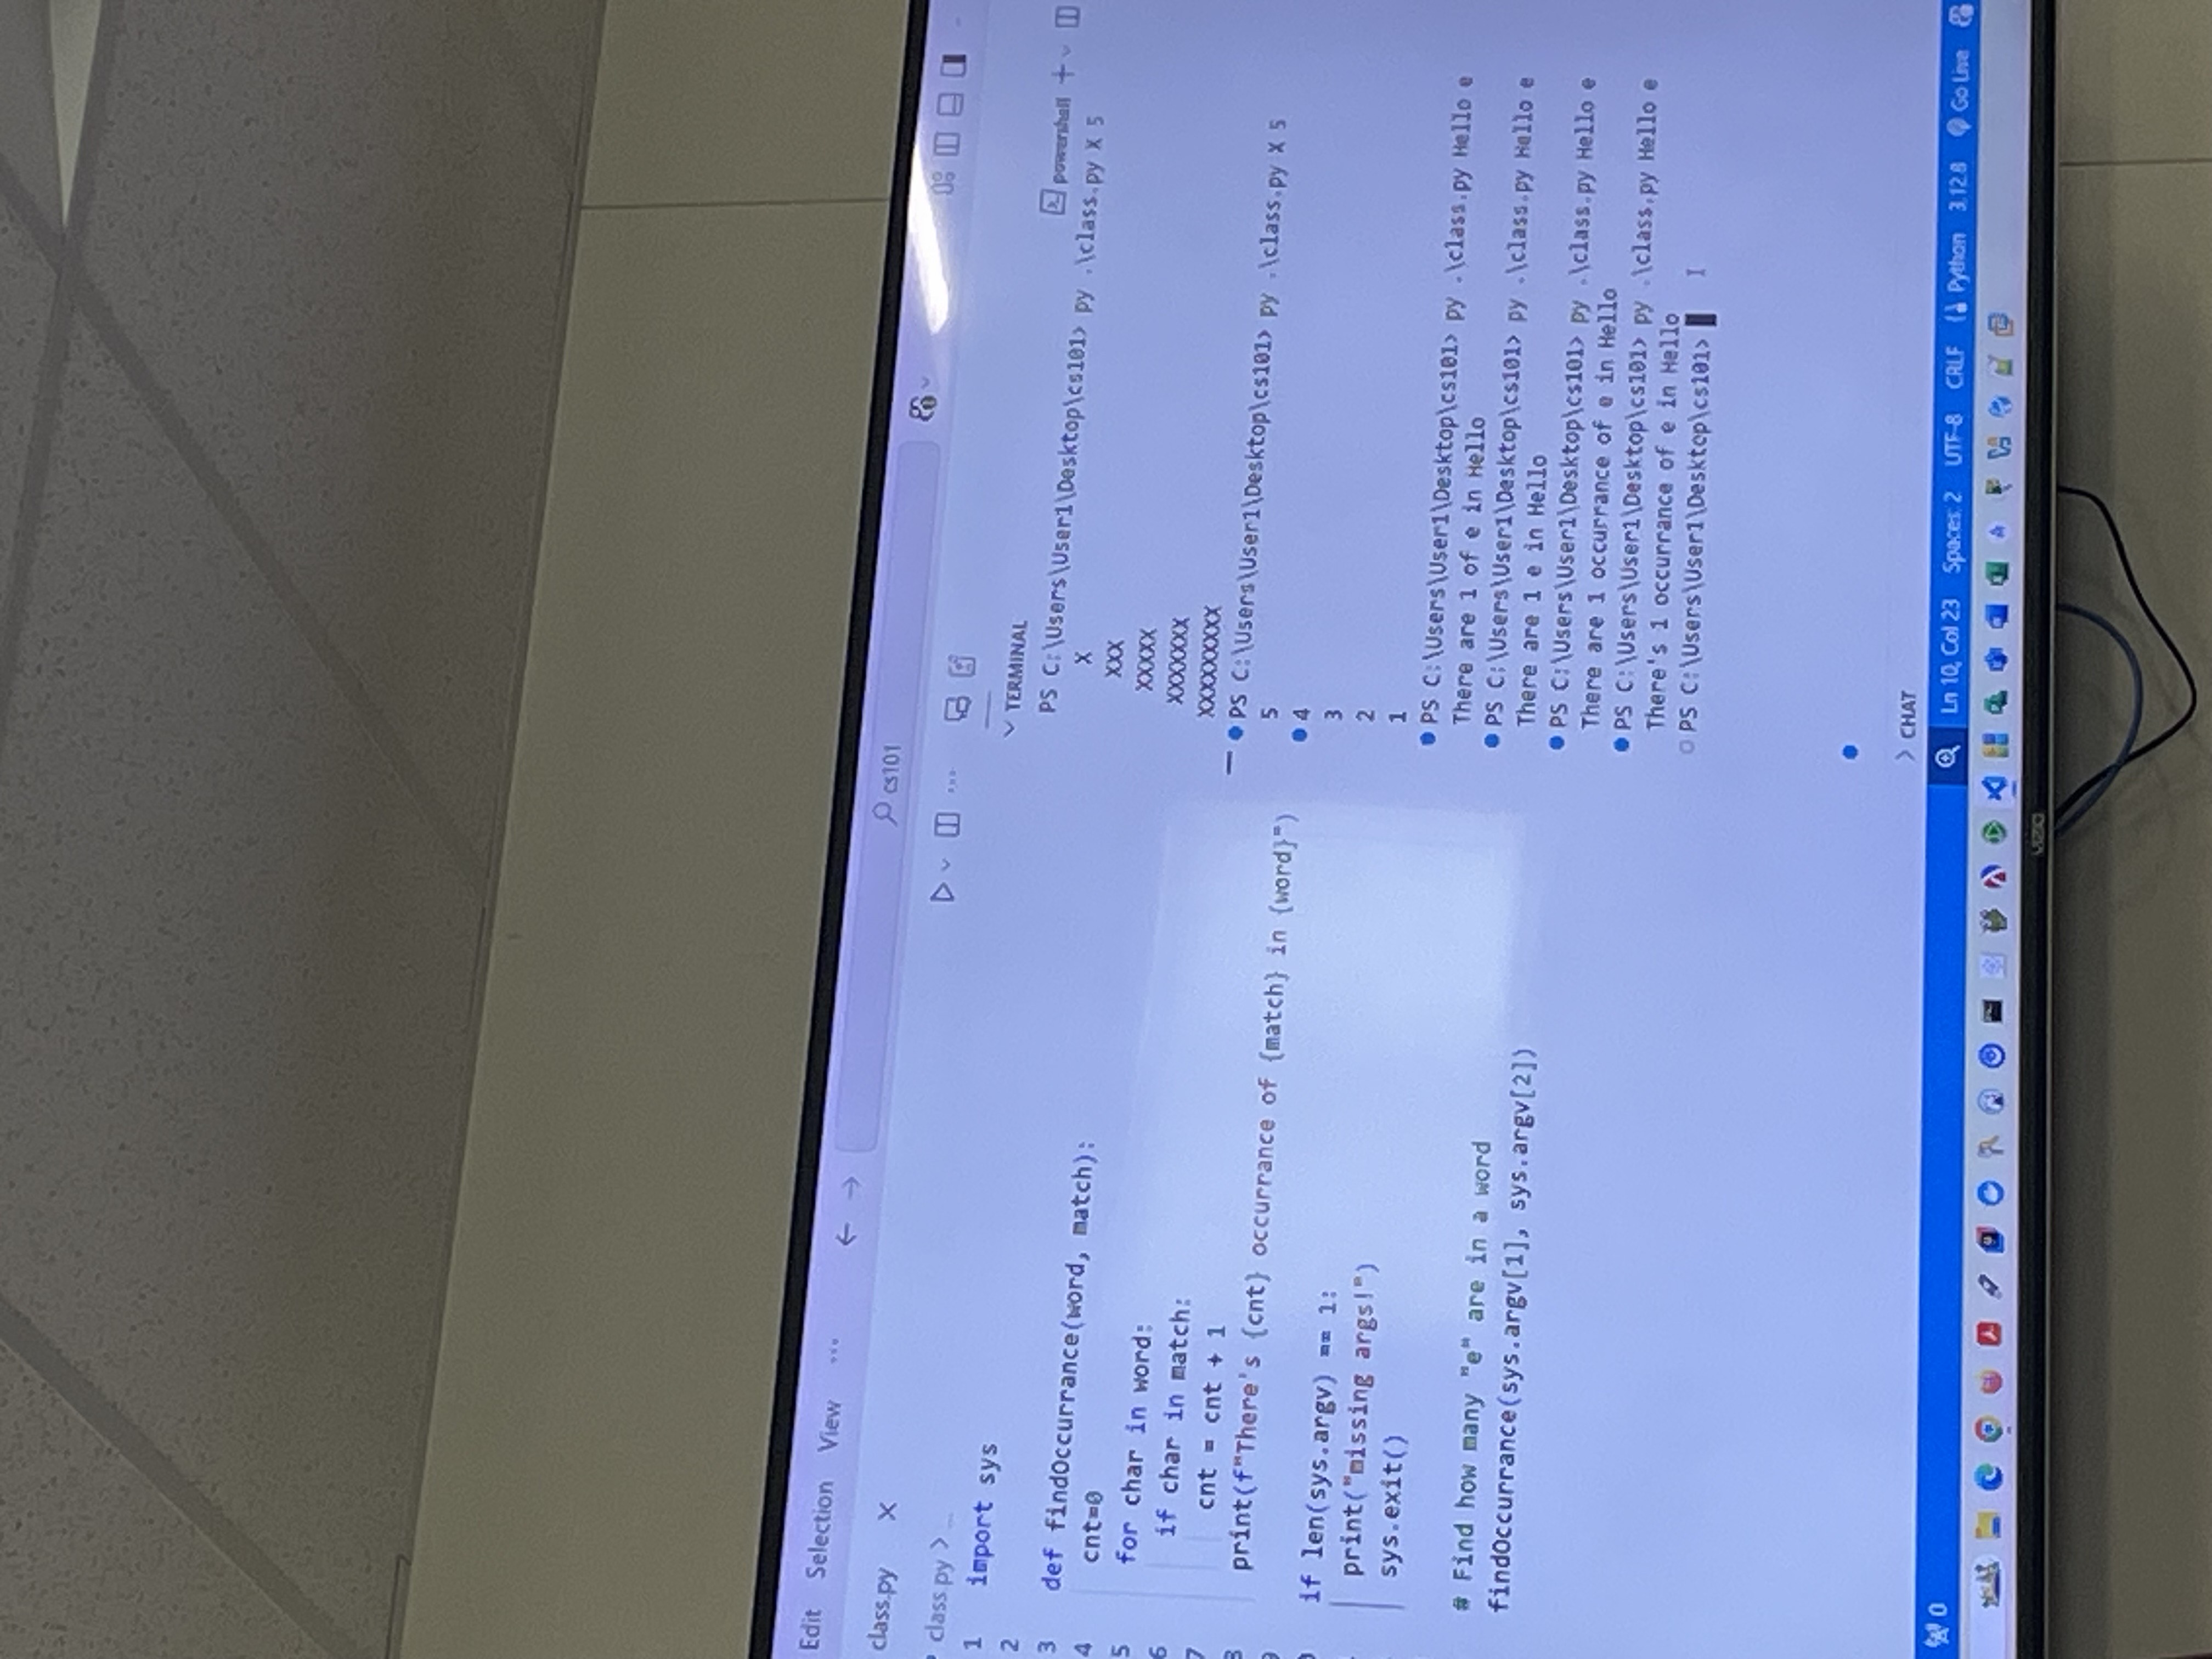 Edit Selection View ...
cs101
class.py
class.py > ...
1 import sys
2
3 def findOccurrance(word, match):
4 cnt=0
5 for char in word:
6 if char in match:
7 cnt = cnt + 1
print(f"There's {cnt} occurrance of {match} in {word}")
if len(sys.argv) == 1:
print("missing args!")
sys.exit()
# Find how many "e" are in a word
findOccurrance(sys.argv[1], sys.argv[2])
TERMINAL
powershell
PS C:\Users\User1\Desktop\cs101> py .\class.py X 5
X
XXX
XXXXX
XXXXXXX
XXXXXXXXX
PS C:\Users\User1\Desktop\cs101> py .\class.py X 5
5
4
3
2
1
PS C:\Users\User1\Desktop\cs101> py .\class.py Hello e
There are 1 of e in Hello
PS C:\Users\User1\Desktop\cs101> py .\class.py Hello e
There are 1 e in Hello
PS C:\Users\User1\Desktop\cs101> py .\class.py Hello e
There are 1 occurrance of e in Hello
PS C:\Users\User1\Desktop\cs101> py .\class.py Hello e
There's 1 occurrance of e in Hello
PS C:\Users\User1\Desktop\cs101>
CHAT
0
Ln 10, Col 23 Spaces: 2 UTF-8 CRLF Python 3.12.8 Go Live
VIZIO